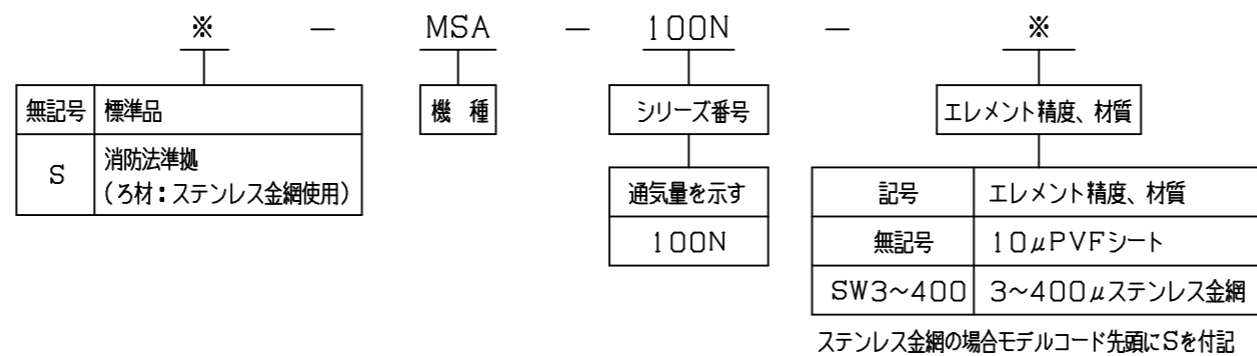 ※ － MSA － 100N － ※
無記号 標準品
S 消防法準拠
(ろ材：ステンレス金網使用)
機 種
シリーズ番号
通気量を示す
100N
エレメント精度、材質
記号 エレメント精度、材質
無記号 10μPVFシート
SW3~400 3~400μステンレス金網
ステンレス金網の場合モデルコード先頭にSを付記